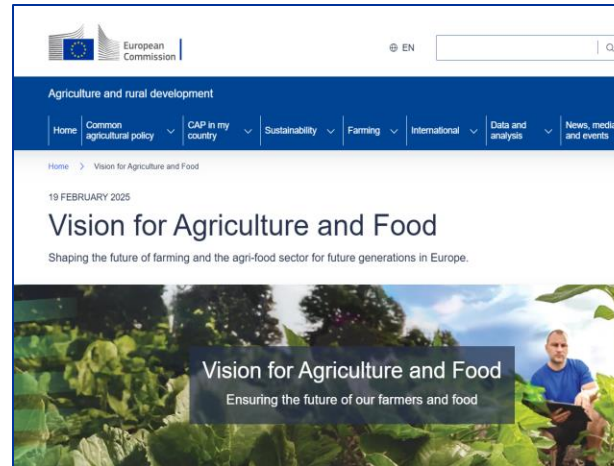 European
Commission
EN
Agriculture and rural development
Home
Common
agricultural policy
CAP in my
country
Sustainability
Farming
International
Data and
analysis
News, media
and events
Home > Vision for Agriculture and Food
19 FEBRUARY 2025
Vision for Agriculture and Food
Shaping the future of farming and the agri-food sector for future generations in Europe.
Vision for Agriculture and Food
Ensuring the future of our farmers and food